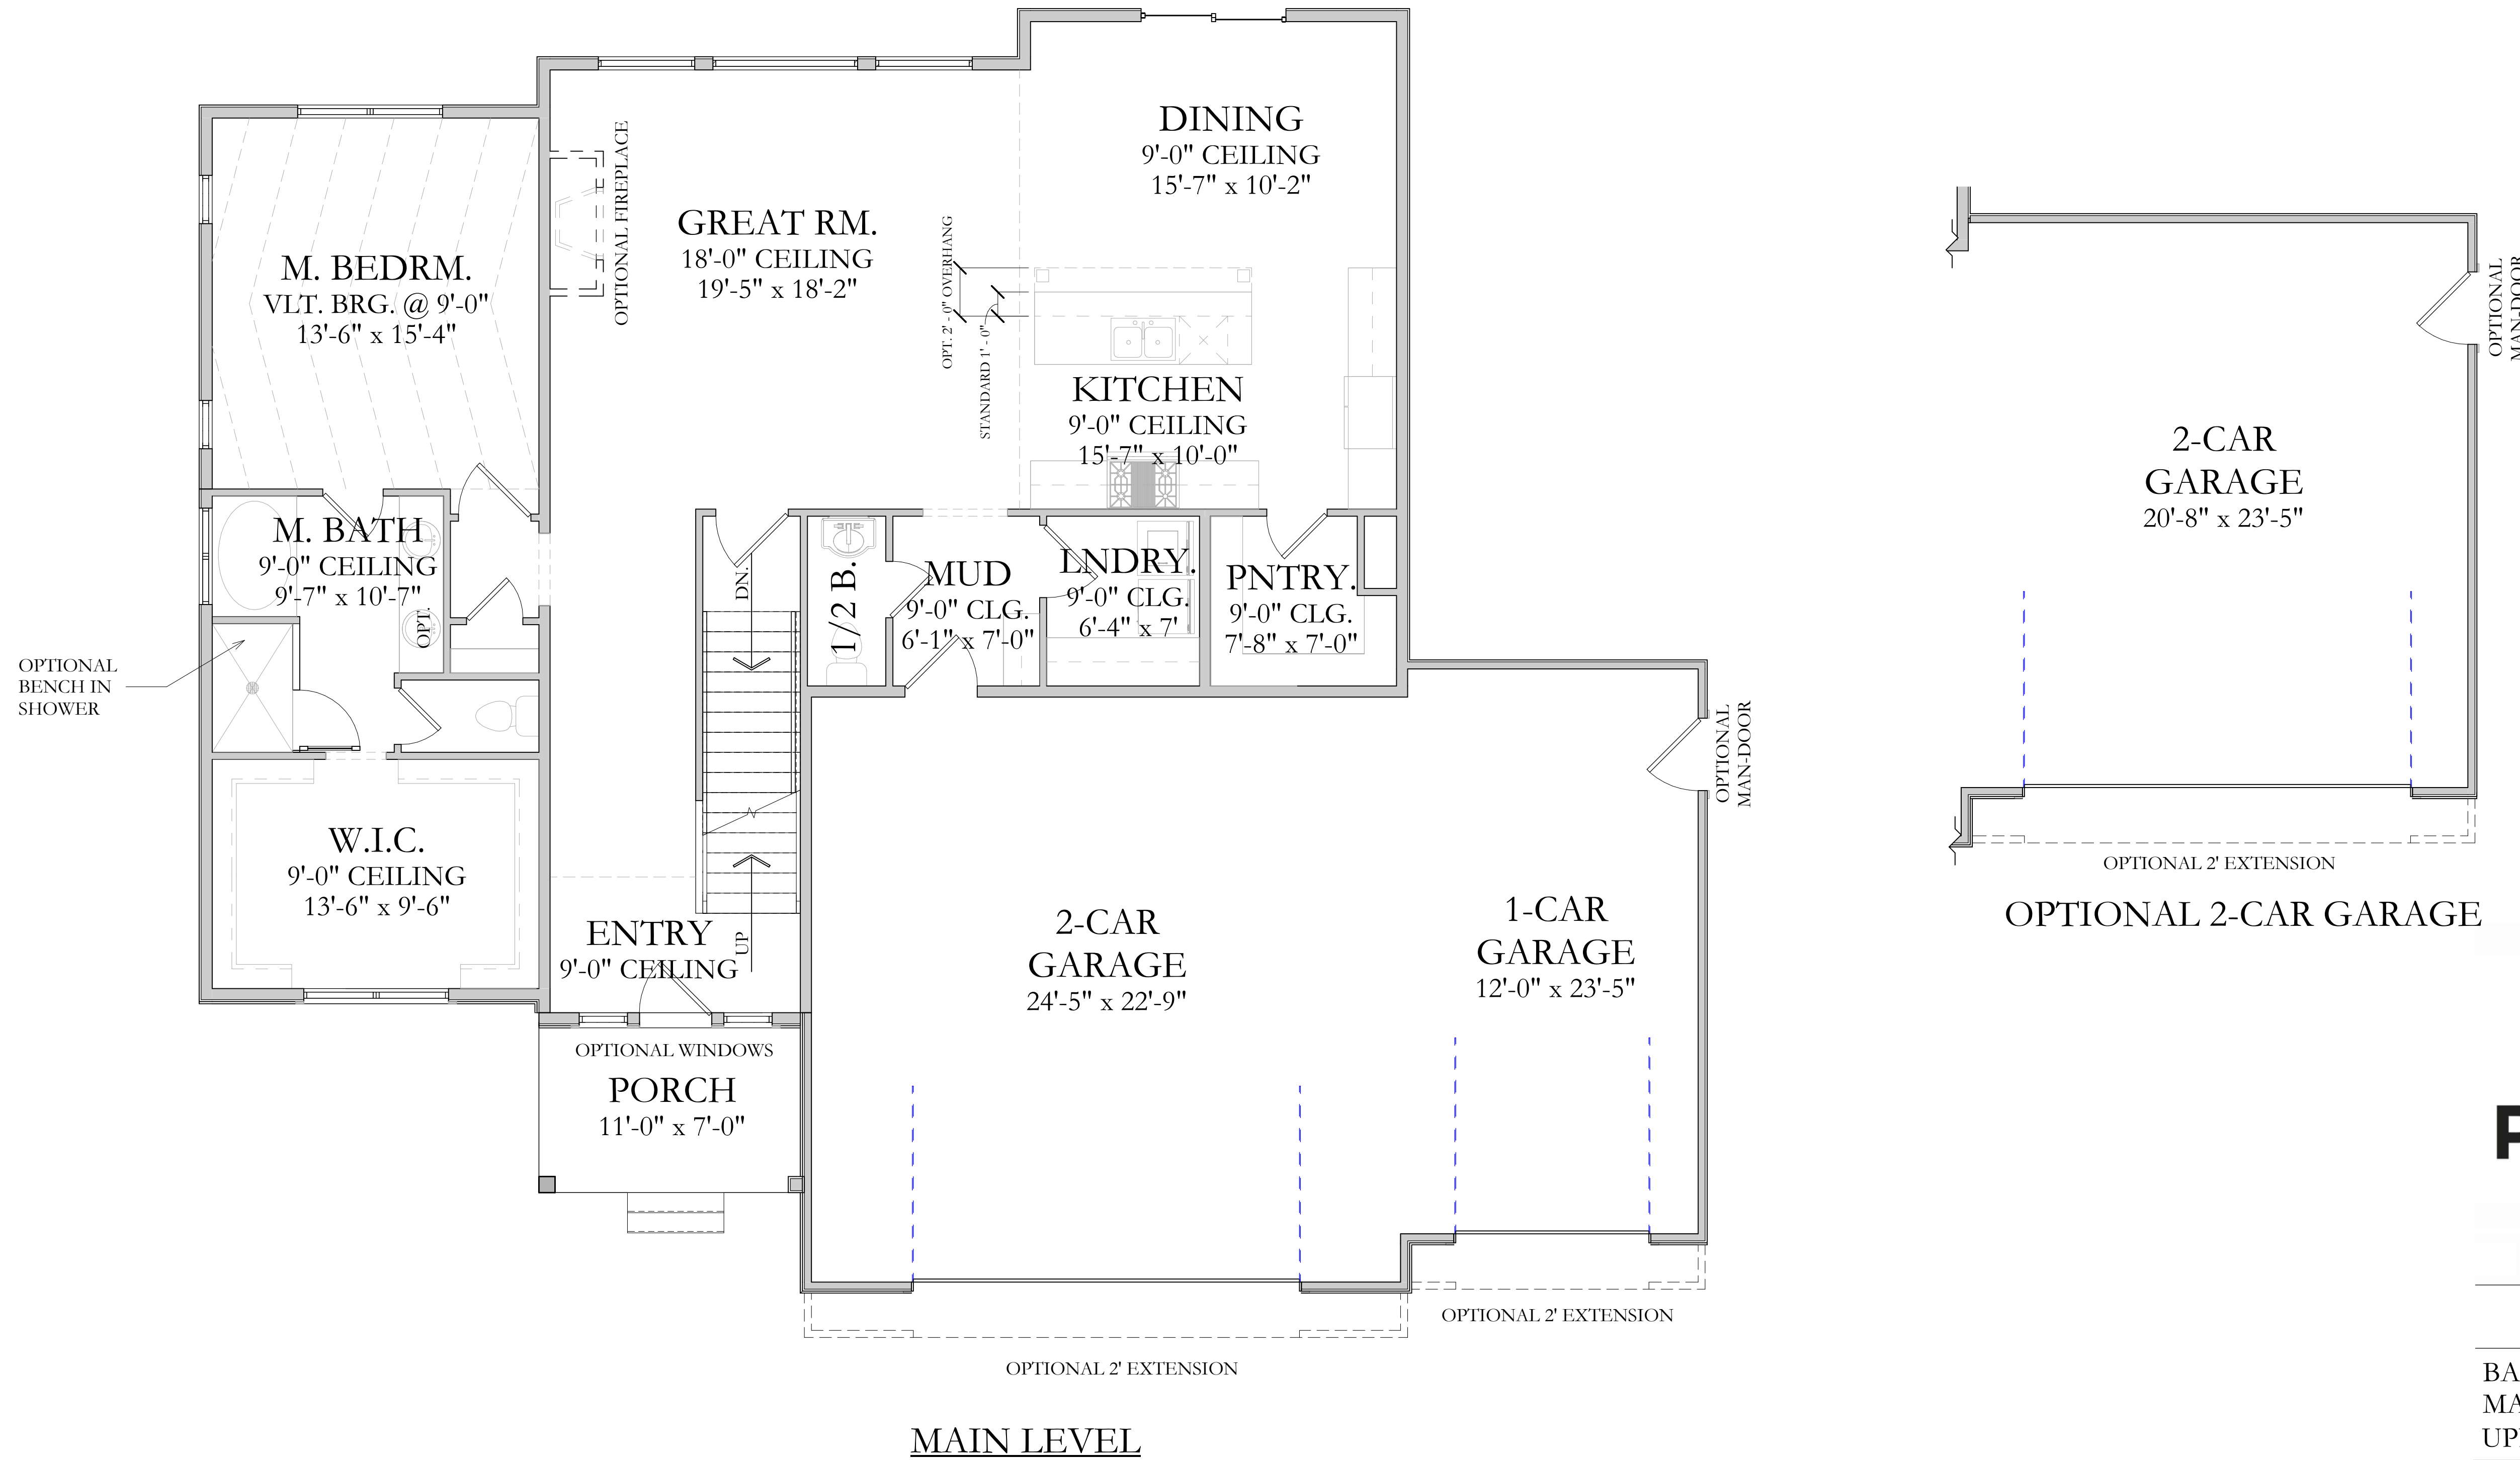 DINING
9'-0" CEILING
15'-7" x 10'-2"
OPTIONAL FIREPLACE
GREAT RM.
18'-0" CEILING
19'-5" x 18'-2"
M. BEDRM.
VLT. BRG. @ 9'-0"
13'-6" x 15'-4"
OPT. 2' - 0" OVERHANG
STANDARD 1' - 0"
KITCHEN
9'-0" CEILING
15'-7" x 10'-0"
M. BATH
9'-0" CEILING
9'-7" x 10'-7"
OPT.
OPTIONAL
BENCH IN
SHOWER
DN.
1/2 B.
MUD
9'-0" CLG.
6'-1" x 7'-0"
LNDRY.
9'-0" CLG.
6'-4" x 7'
PNTRY.
9'-0" CLG.
7'-8" x 7'-0"
OPTIONAL
MAN-DOOR
W.I.C.
9'-0" CEILING
13'-6" x 9'-6"
ENTRY
9'-0" CEILING
UP
2-CAR
GARAGE
24'-5" x 22'-9"
1-CAR
GARAGE
12'-0" x 23'-5"
OPTIONAL WINDOWS
PORCH
11'-0" x 7'-0"
OPTIONAL 2' EXTENSION
OPTIONAL 2' EXTENSION
MAIN LEVEL
OPTIONAL
MAN-DOOR
2-CAR
GARAGE
20'-8" x 23'-5"
OPTIONAL 2' EXTENSION
OPTIONAL 2-CAR GARAGE
BA
MA
UP